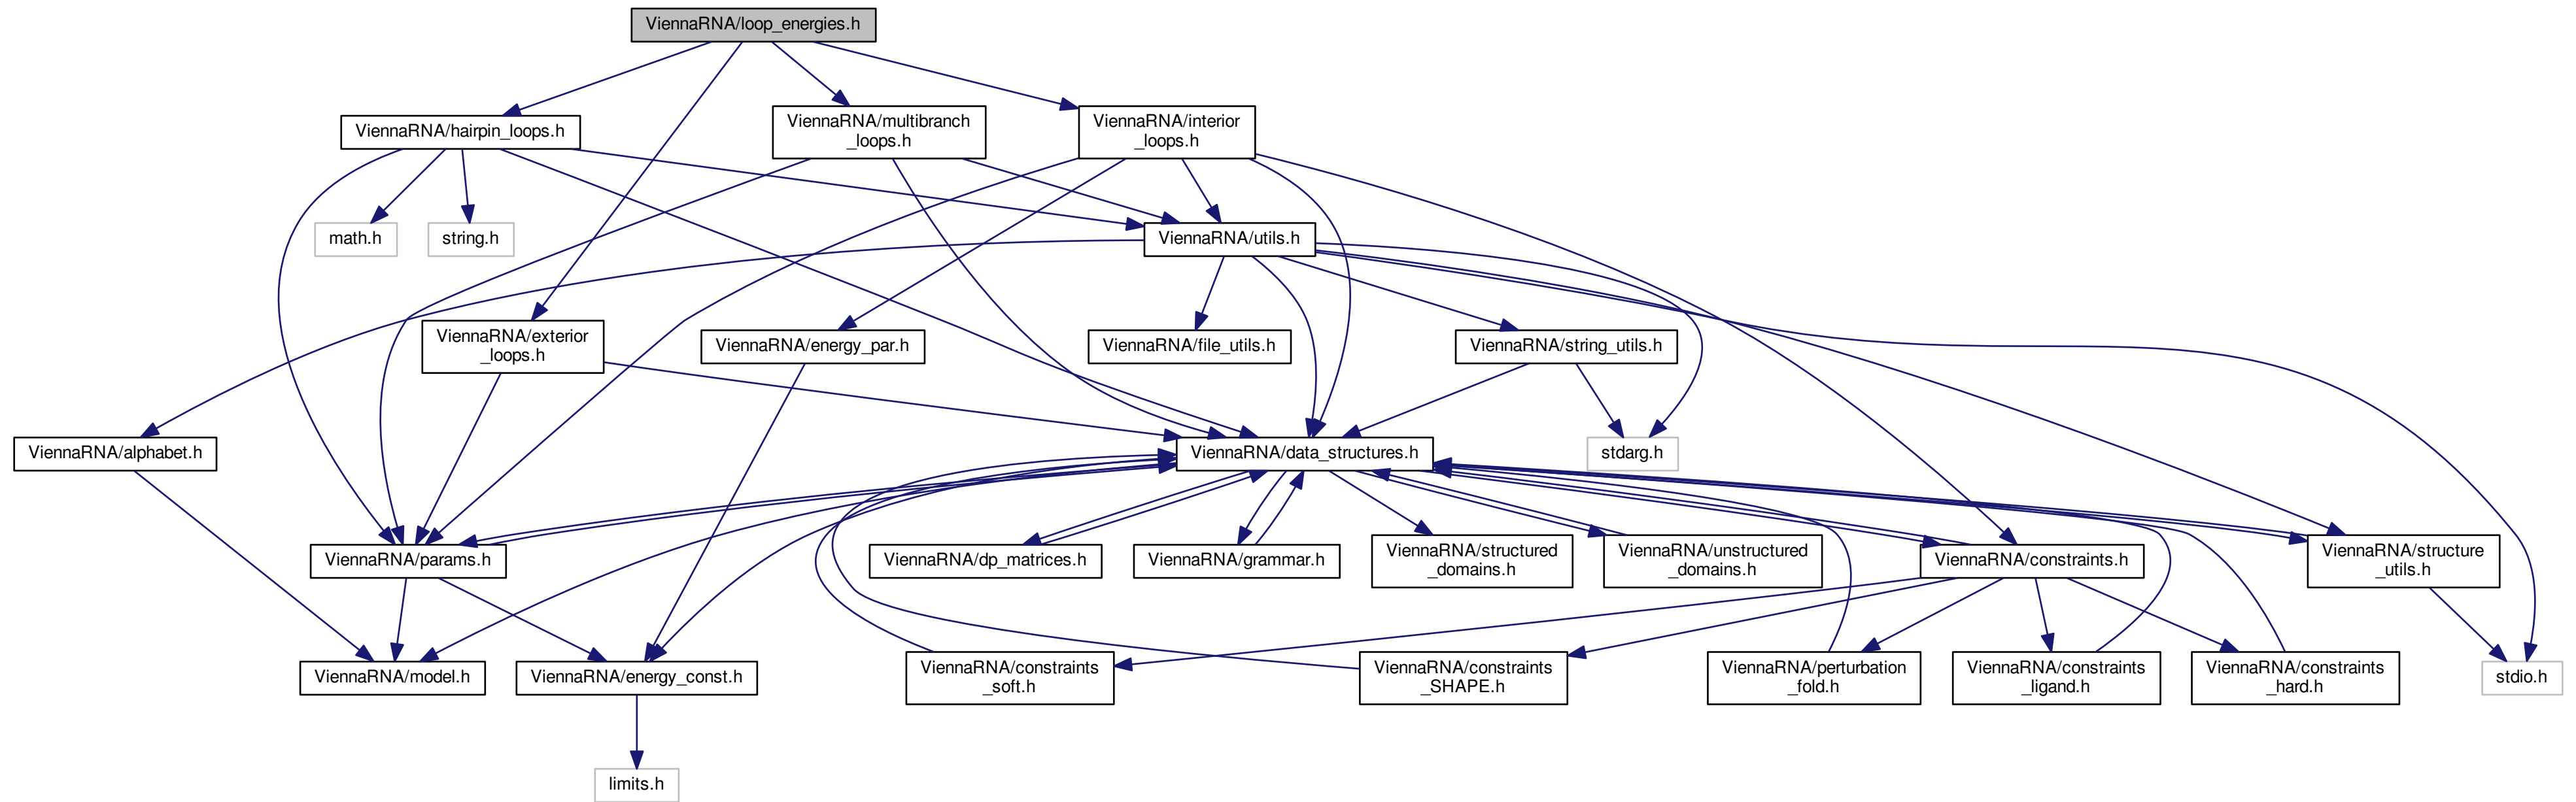 ViennaRNA/loop_energies.h
ViennaRNA/hairpin_loops.h
ViennaRNA/multibranch
_loops.h
ViennaRNA/interior
_loops.h
math.h
string.h
ViennaRNA/utils.h
ViennaRNA/exterior
_loops.h
ViennaRNA/energy_par.h
ViennaRNA/file_utils.h
ViennaRNA/string_utils.h
ViennaRNA/alphabet.h
ViennaRNA/data_structures.h
stdarg.h
ViennaRNA/params.h
ViennaRNA/dp_matrices.h
ViennaRNA/grammar.h
ViennaRNA/structured
_domains.h
ViennaRNA/unstructured
_domains.h
ViennaRNA/constraints.h
ViennaRNA/structure
_utils.h
ViennaRNA/model.h
ViennaRNA/energy_const.h
ViennaRNA/constraints
_soft.h
ViennaRNA/constraints
_SHAPE.h
ViennaRNA/perturbation
_fold.h
ViennaRNA/constraints
_ligand.h
ViennaRNA/constraints
_hard.h
stdio.h
limits.h